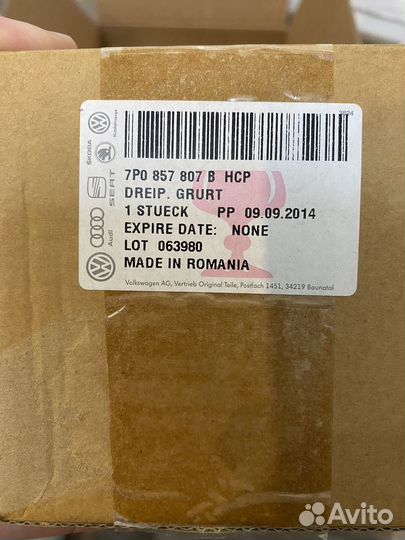 7P0 857 807 B HCP
DREIP. GRURT
1 STUECK PP 09.09.2014
EXPIRE DATE: NONE
LOT 063980
MADE IN ROMANIA
Volkswagen AG, Vertrieb Original Teile, Postfach 1451, 34219 Baunatal
Nutzfahrzeuge
ŠKODA
SEAT
Audi
Avito